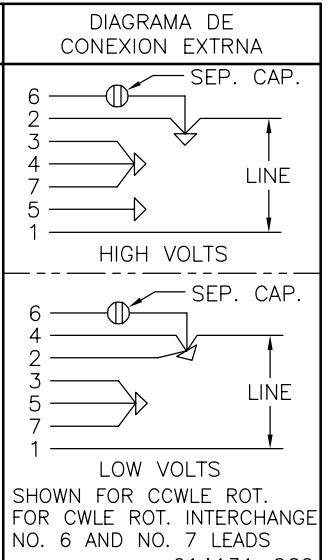 DIAGRAMA DE
CONEXION EXTRNA
SEP. CAP.
6
2
3
4
7
LINE
5
1
HIGH VOLTS
SEP. CAP.
6
4
2
3
LINE
5
7
1
LOW VOLTS
SHOWN FOR CCWLE ROT.
FOR CWLE ROT. INTERCHANGE
NO. 6 AND NO. 7 LEADS